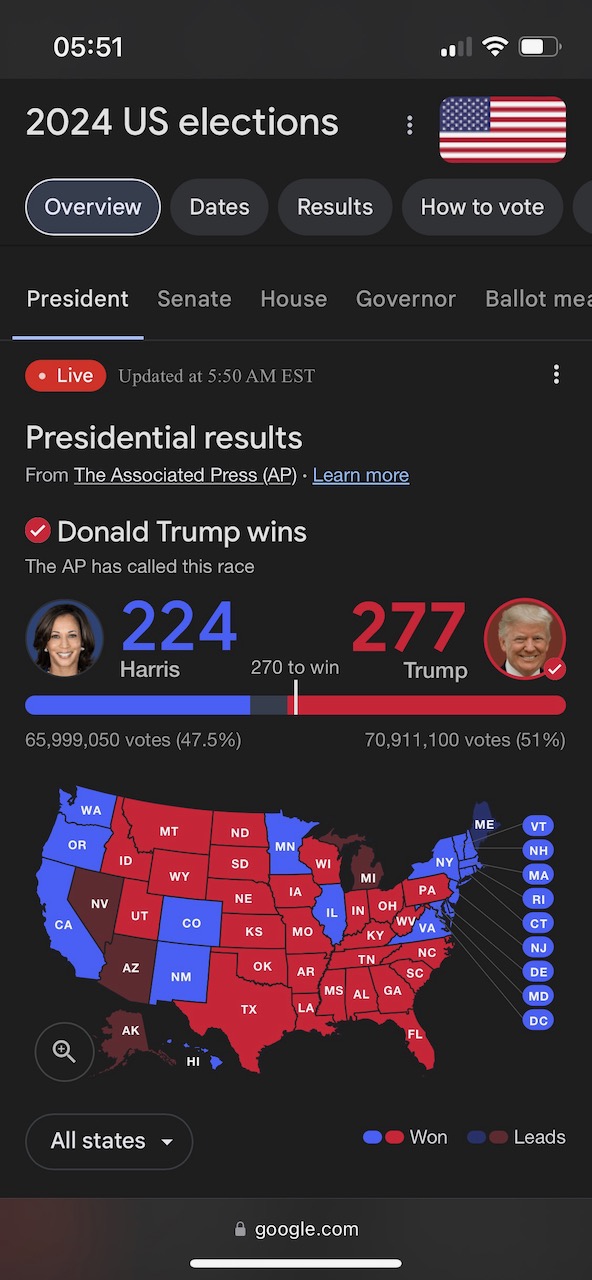 05:51
2024 US elections
Overview Dates Results How to vote
President Senate House Governor Ballot mea
Live Updated at 5:50 AM EST
Presidential results
From The Associated Press (AP) · Learn more
Donald Trump wins
The AP has called this race
224 277
Harris 270 to win Trump
65,999,050 votes (47.5%) 70,911,100 votes (51%)
WA
OR
ID
MT
ND
MN
WY
SD
WI
MI
NY
ME
NV
UT
CO
NE
IA
IL
IN
OH
PA
CA
KS
MO
KY
WV
VA
AZ
NM
OK
AR
TN
NC
SC
TX
LA
MS
AL
GA
FL
AK
HI
VT
NH
MA
RI
CT
NJ
DE
MD
DC
All states Won Leads
google.com